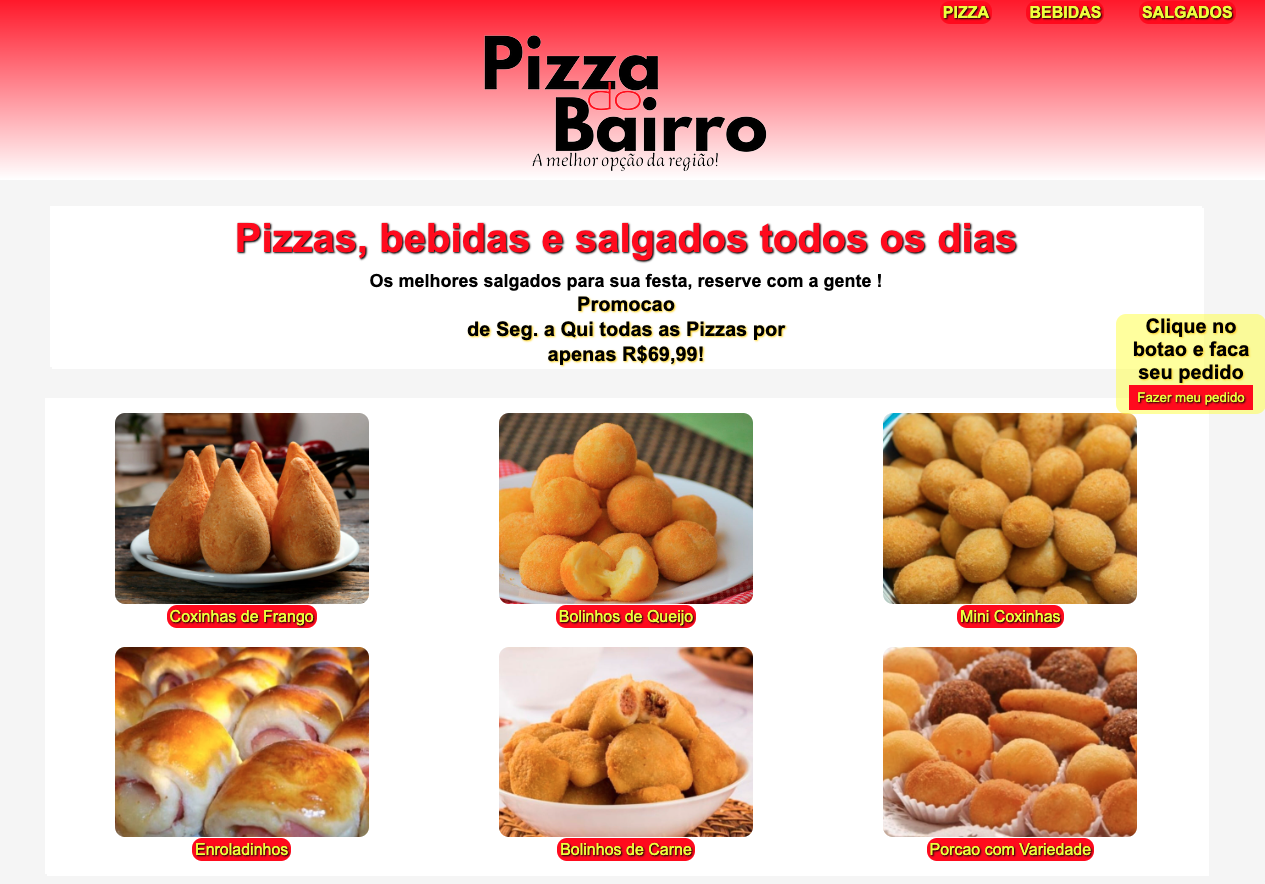 PIZZA BEBIDAS SALGADOS
Pizza
do
Bairro
A melhor opção da região!
Pizzas, bebidas e salgados todos os dias
Os melhores salgados para sua festa, reserve com a gente !
Promocao
de Seg. a Qui todas as Pizzas por
apenas R$69,99!
Clique no
botao e faca
seu pedido
Fazer meu pedido
Coxinhas de Frango
Bolinhos de Queijo
Mini Coxinhas
Enroladinhos
Bolinhos de Carne
Porcao com Variedade